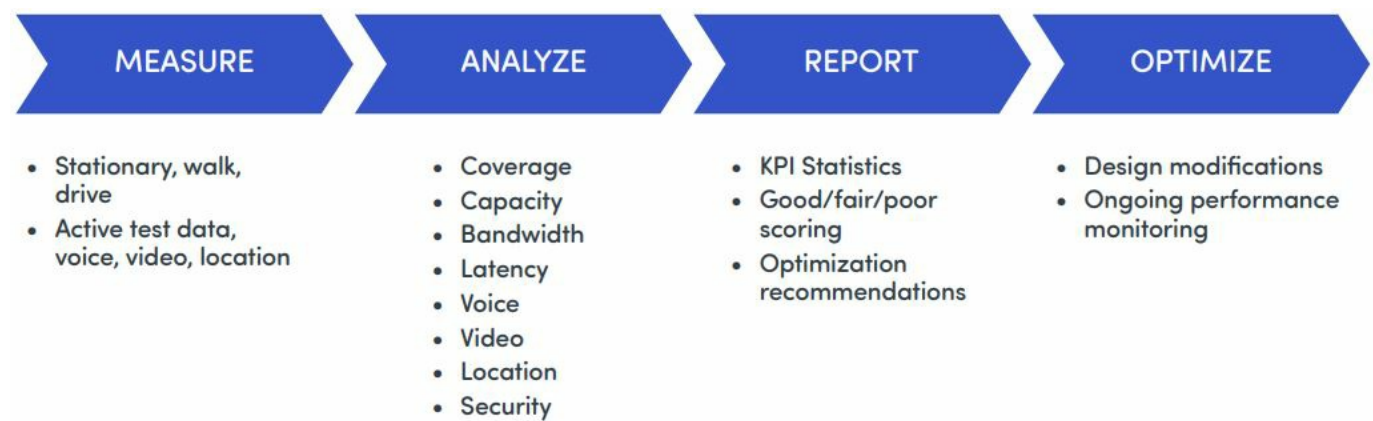 MEASURE
ANALYZE
REPORT
OPTIMIZE
• Stationary, walk,
drive
• Active test data,
voice, video, location
• Coverage
• Capacity
• Bandwidth
• Latency
• Voice
• Video
• Location
• Security
• KPI Statistics
• Good/fair/poor
scoring
• Optimization
recommendations
• Design modifications
• Ongoing performance
monitoring